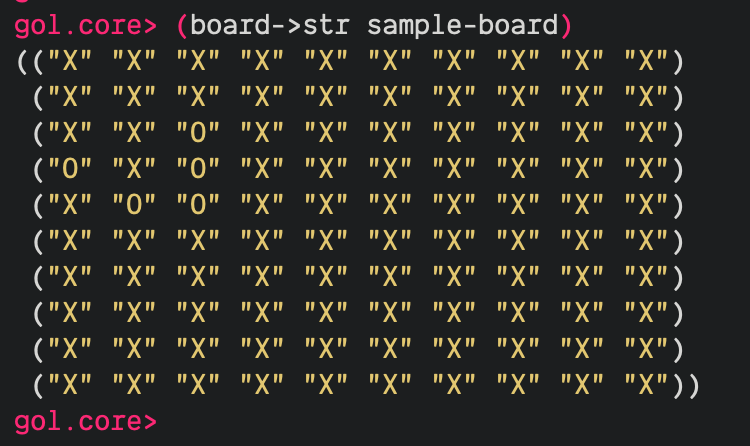 gol.core> (board->str sample-board)
(("X" "X" "X" "X" "X" "X" "X" "X" "X" "X")
("X" "X" "X" "X" "X" "X" "X" "X" "X" "X")
("X" "X" "O" "X" "X" "X" "X" "X" "X" "X")
("O" "X" "O" "X" "X" "X" "X" "X" "X" "X")
("X" "O" "O" "X" "X" "X" "X" "X" "X" "X")
("X" "X" "X" "X" "X" "X" "X" "X" "X" "X")
("X" "X" "X" "X" "X" "X" "X" "X" "X" "X")
("X" "X" "X" "X" "X" "X" "X" "X" "X" "X")
("X" "X" "X" "X" "X" "X" "X" "X" "X" "X")
("X" "X" "X" "X" "X" "X" "X" "X" "X" "X"))
gol.core>